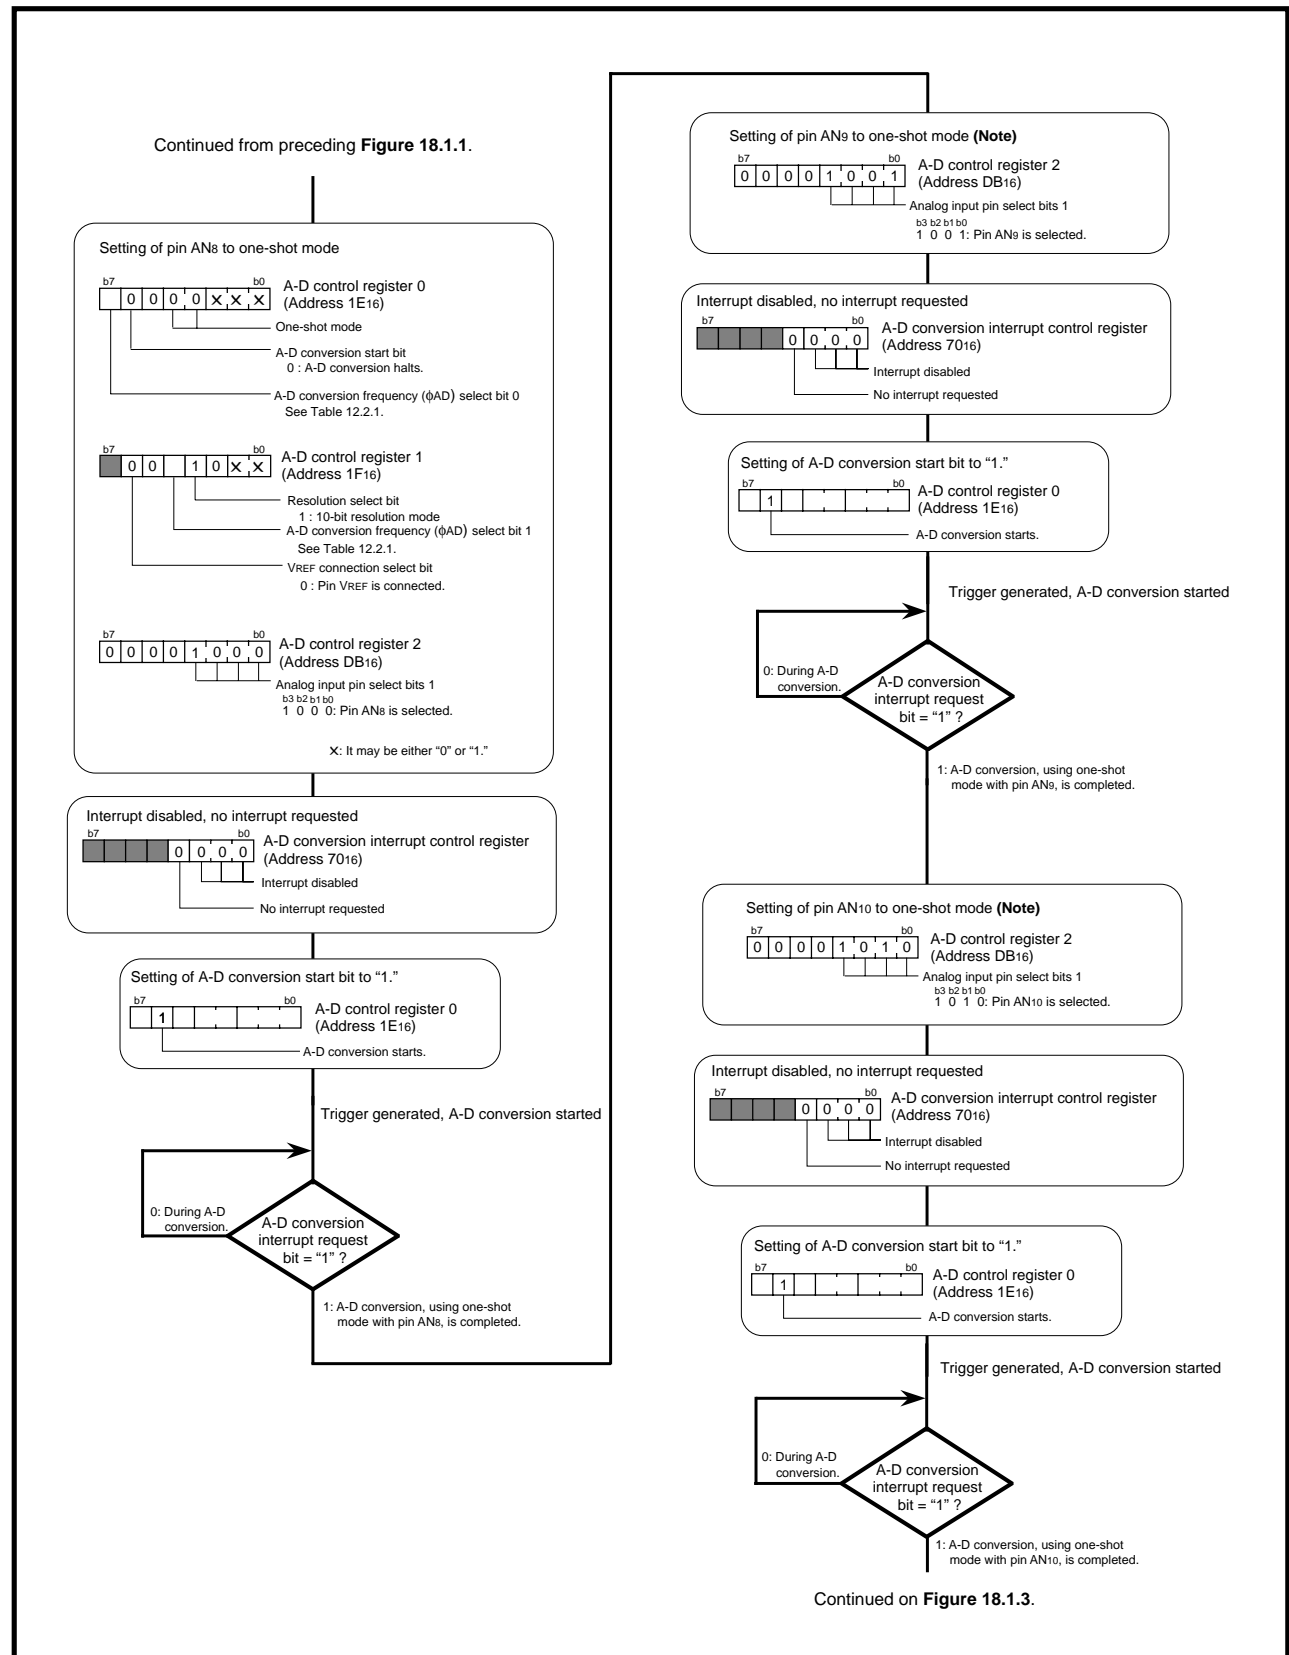 Continued from preceding Figure 18.1.1.
Setting of pin AN8 to one-shot mode
b7 b0
0 0 0 0 X X X
A-D control register 0
(Address 1E16)
One-shot mode
A-D conversion start bit
0 : A-D conversion halts.
A-D conversion frequency (ϕAD) select bit 0
See Table 12.2.1.
b7 b0
0 0 1 0 X X
A-D control register 1
(Address 1F16)
Resolution select bit
1 : 10-bit resolution mode
A-D conversion frequency (ϕAD) select bit 1
See Table 12.2.1.
VREF connection select bit
0 : Pin VREF is connected.
b7 b0
0 0 0 0 1 0 0 0
A-D control register 2
(Address DB16)
Analog input pin select bits 1
b3 b2 b1 b0
1 0 0 0: Pin AN8 is selected.
X: It may be either “0” or “1.”
Interrupt disabled, no interrupt requested
b7 b0
0 0 0 0
A-D conversion interrupt control register
(Address 7016)
Interrupt disabled
No interrupt requested
Setting of A-D conversion start bit to “1.”
b7 b0
1
A-D control register 0
(Address 1E16)
A-D conversion starts.
Trigger generated, A-D conversion started
0: During A-D
conversion.
A-D conversion
interrupt request
bit = “1” ?
1: A-D conversion, using one-shot
mode with pin AN8, is completed.
Setting of pin AN9 to one-shot mode (Note)
b7 b0
0 0 0 0 1 0 0 1
A-D control register 2
(Address DB16)
Analog input pin select bits 1
b3 b2 b1 b0
1 0 0 1: Pin AN9 is selected.
Interrupt disabled, no interrupt requested
b7 b0
0 0 0 0
A-D conversion interrupt control register
(Address 7016)
Interrupt disabled
No interrupt requested
Setting of A-D conversion start bit to “1.”
b7 b0
1
A-D control register 0
(Address 1E16)
A-D conversion starts.
Trigger generated, A-D conversion started
0: During A-D
conversion.
A-D conversion
interrupt request
bit = “1” ?
1: A-D conversion, using one-shot
mode with pin AN9, is completed.
Setting of pin AN10 to one-shot mode (Note)
b7 b0
0 0 0 0 1 0 1 0
A-D control register 2
(Address DB16)
Analog input pin select bits 1
b3 b2 b1 b0
1 0 1 0: Pin AN10 is selected.
Interrupt disabled, no interrupt requested
b7 b0
0 0 0 0
A-D conversion interrupt control register
(Address 7016)
Interrupt disabled
No interrupt requested
Setting of A-D conversion start bit to “1.”
b7 b0
1
A-D control register 0
(Address 1E16)
A-D conversion starts.
Trigger generated, A-D conversion started
0: During A-D
conversion.
A-D conversion
interrupt request
bit = “1” ?
1: A-D conversion, using one-shot
mode with pin AN10, is completed.
Continued on Figure 18.1.3.